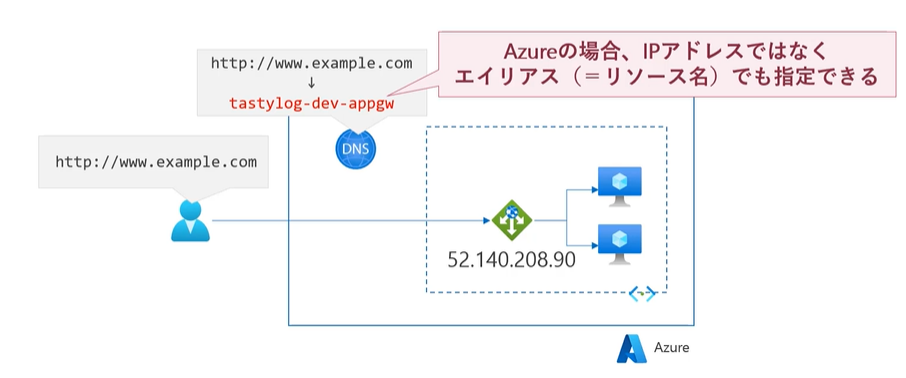 Azureの場合、IPアドレスではなく
エイリアス（＝リソース名）でも指定できる
http://www.example.com
↓
tastylog-dev-appgw
DNS
http://www.example.com
52.140.208.90
Azure